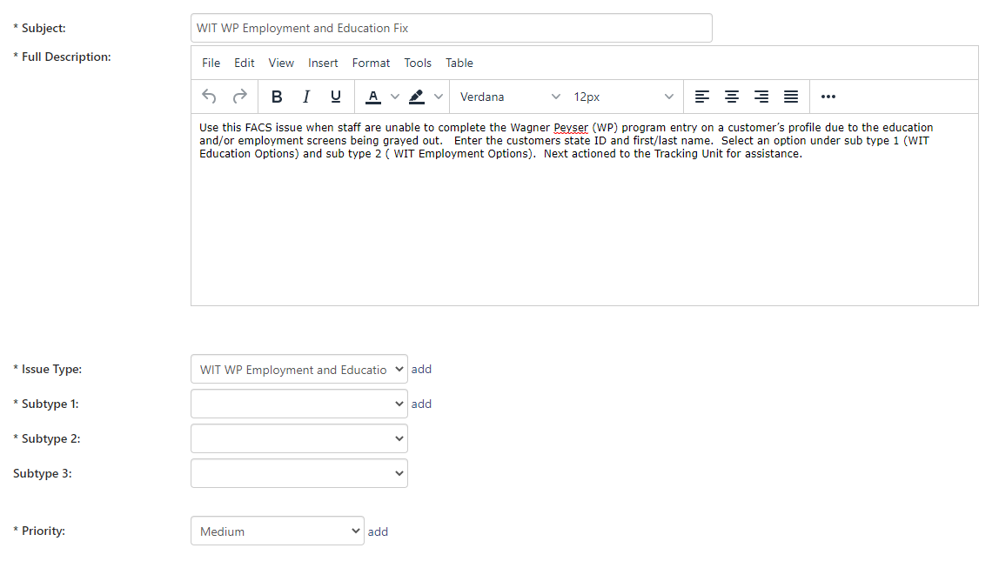 * Subject:
WIT WP Employment and Education Fix
* Full Description:
File Edit View Insert Format Tools Table
B I U A Verdana 12px
Use this FACS issue when staff are unable to complete the Wagner Peyser (WP) program entry on a customer’s profile due to the education
and/or employment screens being grayed out.   Enter the customers state ID and first/last name.  Select an option under sub type 1 (WIT
Education Options) and sub type 2 ( WIT Employment Options).  Next actioned to the Tracking Unit for assistance.
* Issue Type:
WIT WP Employment and Educatio
add
* Subtype 1:
add
* Subtype 2:
Subtype 3:
* Priority:
Medium
add